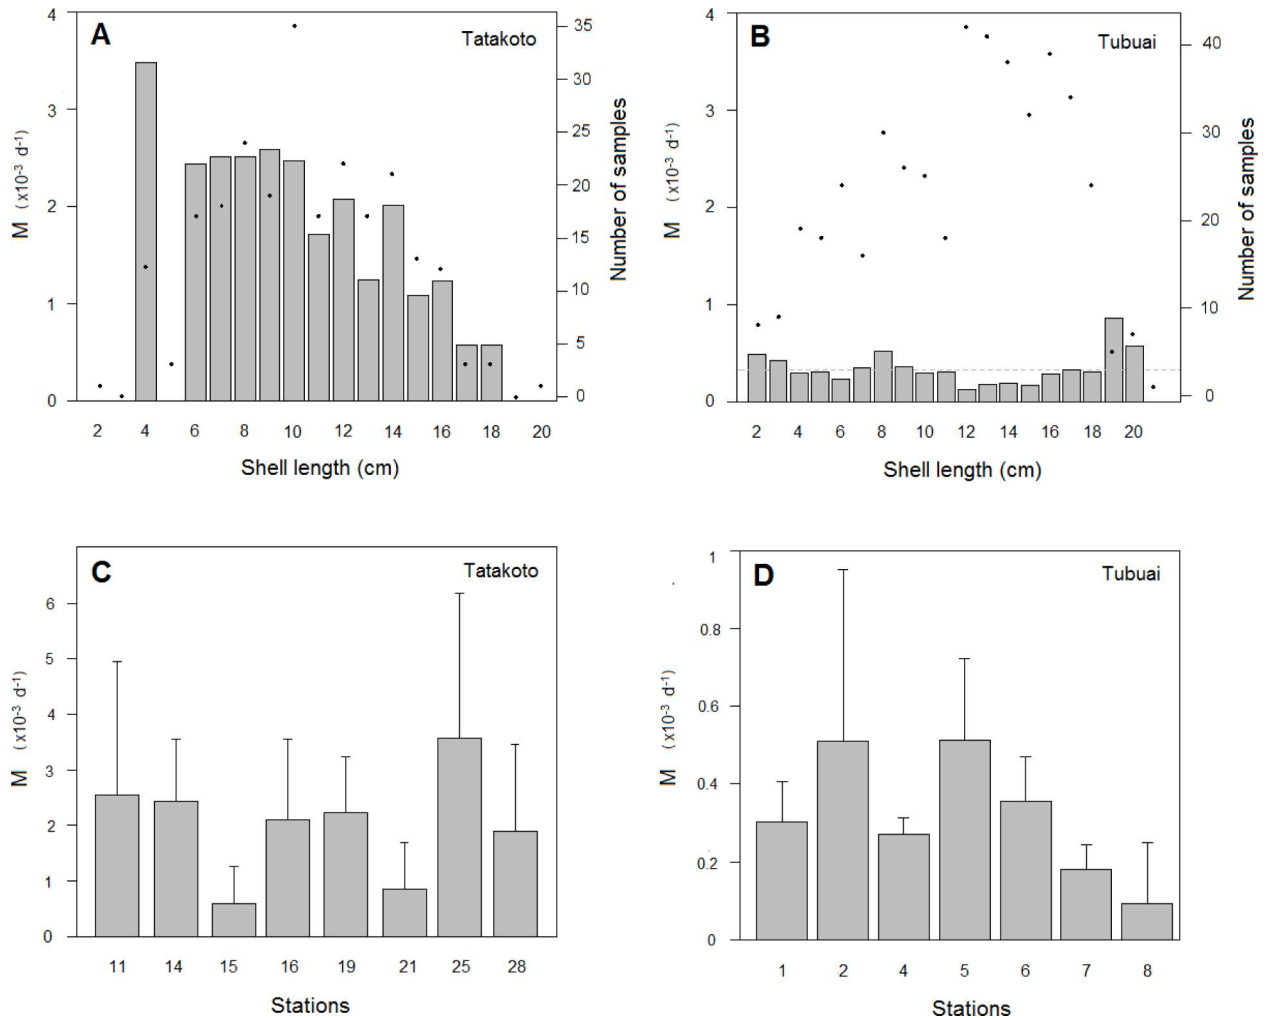 A
Tatakoto
4
3
2
1
0
M (x10⁻³ d⁻¹)
35
30
25
20
15
10
5
0
Number of samples
2 4 6 8 10 12 14 16 18 20
Shell length (cm)
B
Tubuai
4
3
2
1
0
M (x10⁻³ d⁻¹)
40
30
20
10
0
Number of samples
2 4 6 8 10 12 14 16 18 20
Shell length (cm)
C
Tatakoto
6
5
4
3
2
1
0
M (x10⁻³ d⁻¹)
11 14 15 16 19 21 25 28
Stations
D
Tubuai
1
0.8
0.6
0.4
0.2
0
M (x10⁻³ d⁻¹)
1 2 4 5 6 7 8
Stations